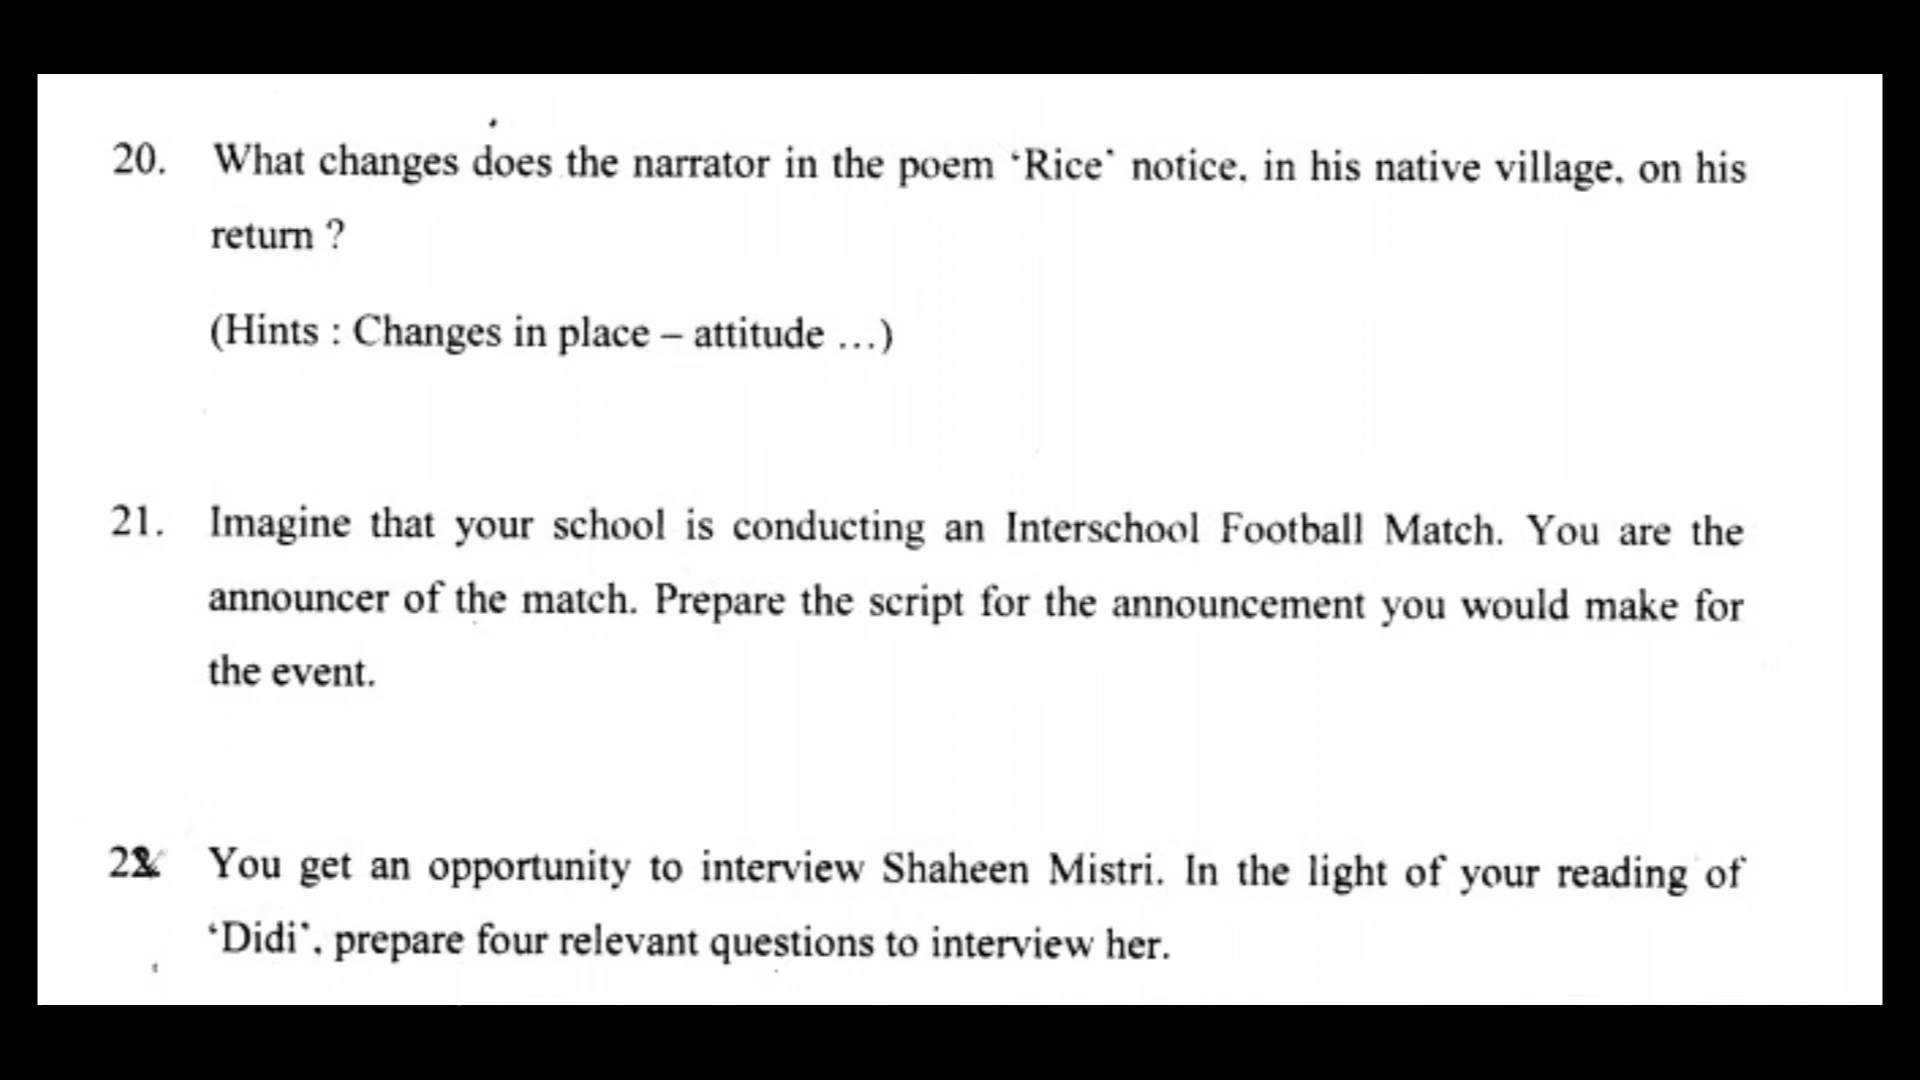 20. What changes does the narrator in the poem ‘Rice’ notice, in his native village, on his
return ?
(Hints : Changes in place – attitude ...)
21. Imagine that your school is conducting an Interschool Football Match. You are the
announcer of the match. Prepare the script for the announcement you would make for
the event.
22. You get an opportunity to interview Shaheen Mistri. In the light of your reading of
‘Didi’, prepare four relevant questions to interview her.